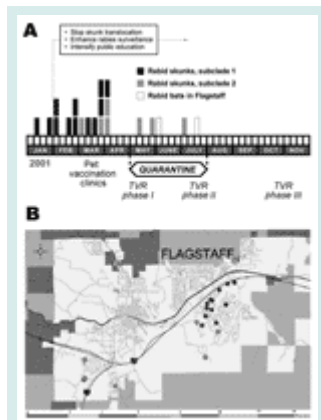 A
• Stop skunk translocation
• Enhance rabies surveillance
• Intensify public education
Rabid skunks, subclade 1
Rabid skunks, subclade 2
Rabid bats in Flagstaff
JAN FEB MAR APR MAY JUNE JULY AUG SEP OCT NOV
2001
Pet
vaccination
clinics
QUARANTINE
TVR
phase I
TVR
phase II
TVR
phase III
B
FLAGSTAFF